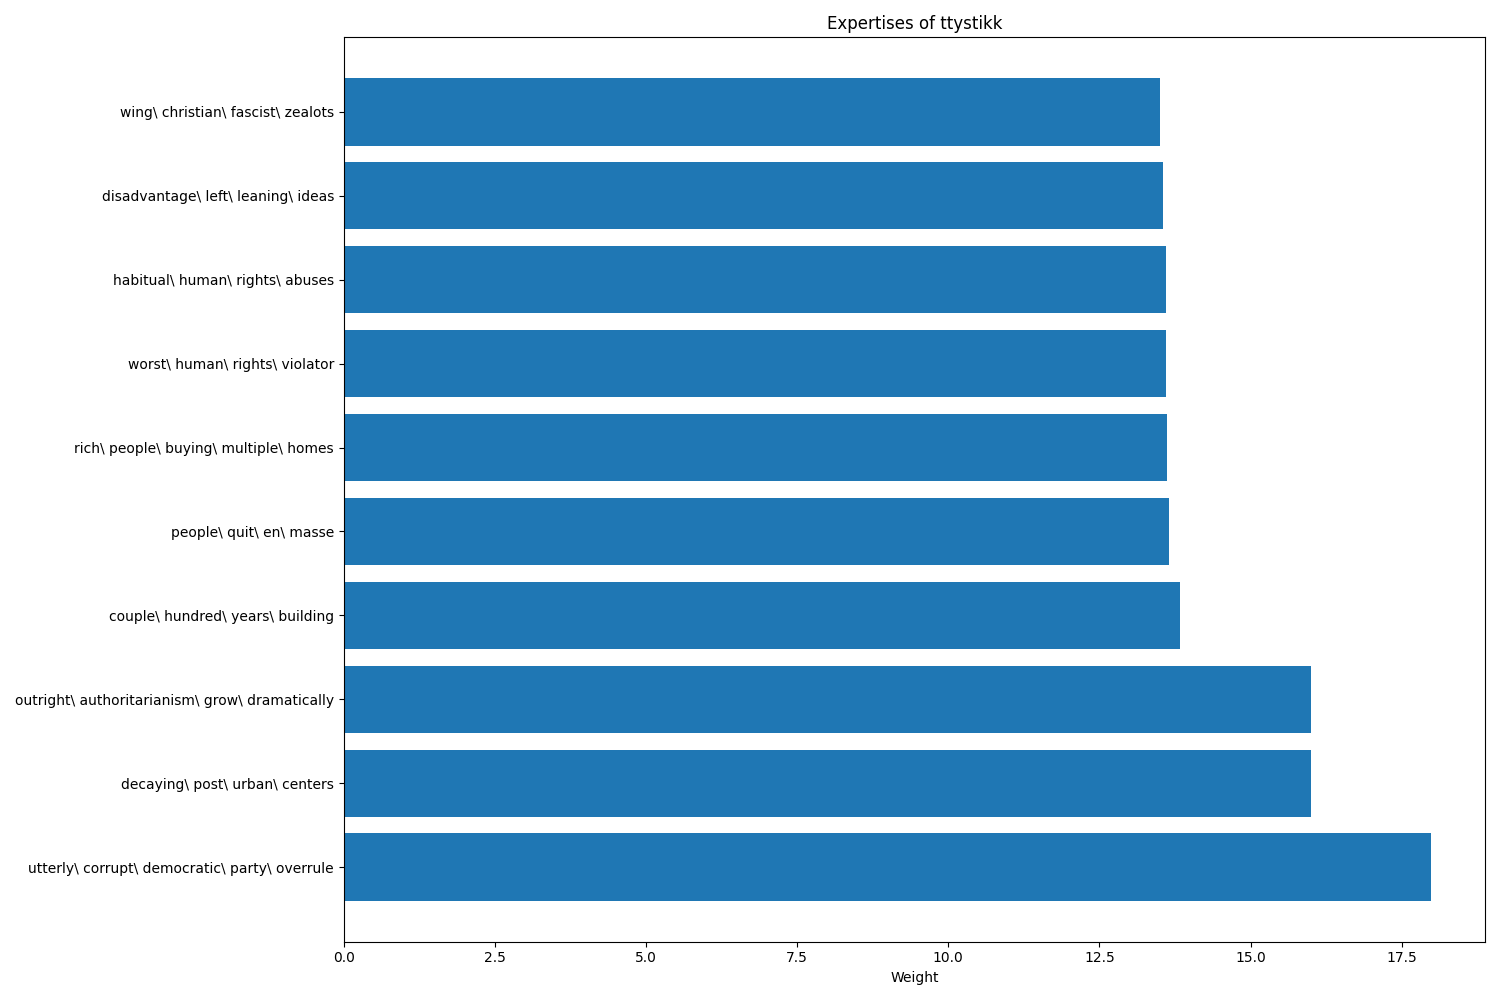 Expertises of ttystikk
wing\ christian\ fascist\ zealots
disadvantage\ left\ leaning\ ideas
habitual\ human\ rights\ abuses
worst\ human\ rights\ violator
rich\ people\ buying\ multiple\ homes
people\ quit\ en\ masse
couple\ hundred\ years\ building
outright\ authoritarianism\ grow\ dramatically
decaying\ post\ urban\ centers
utterly\ corrupt\ democratic\ party\ overrule
0.0 2.5 5.0 7.5 10.0 12.5 15.0 17.5
Weight